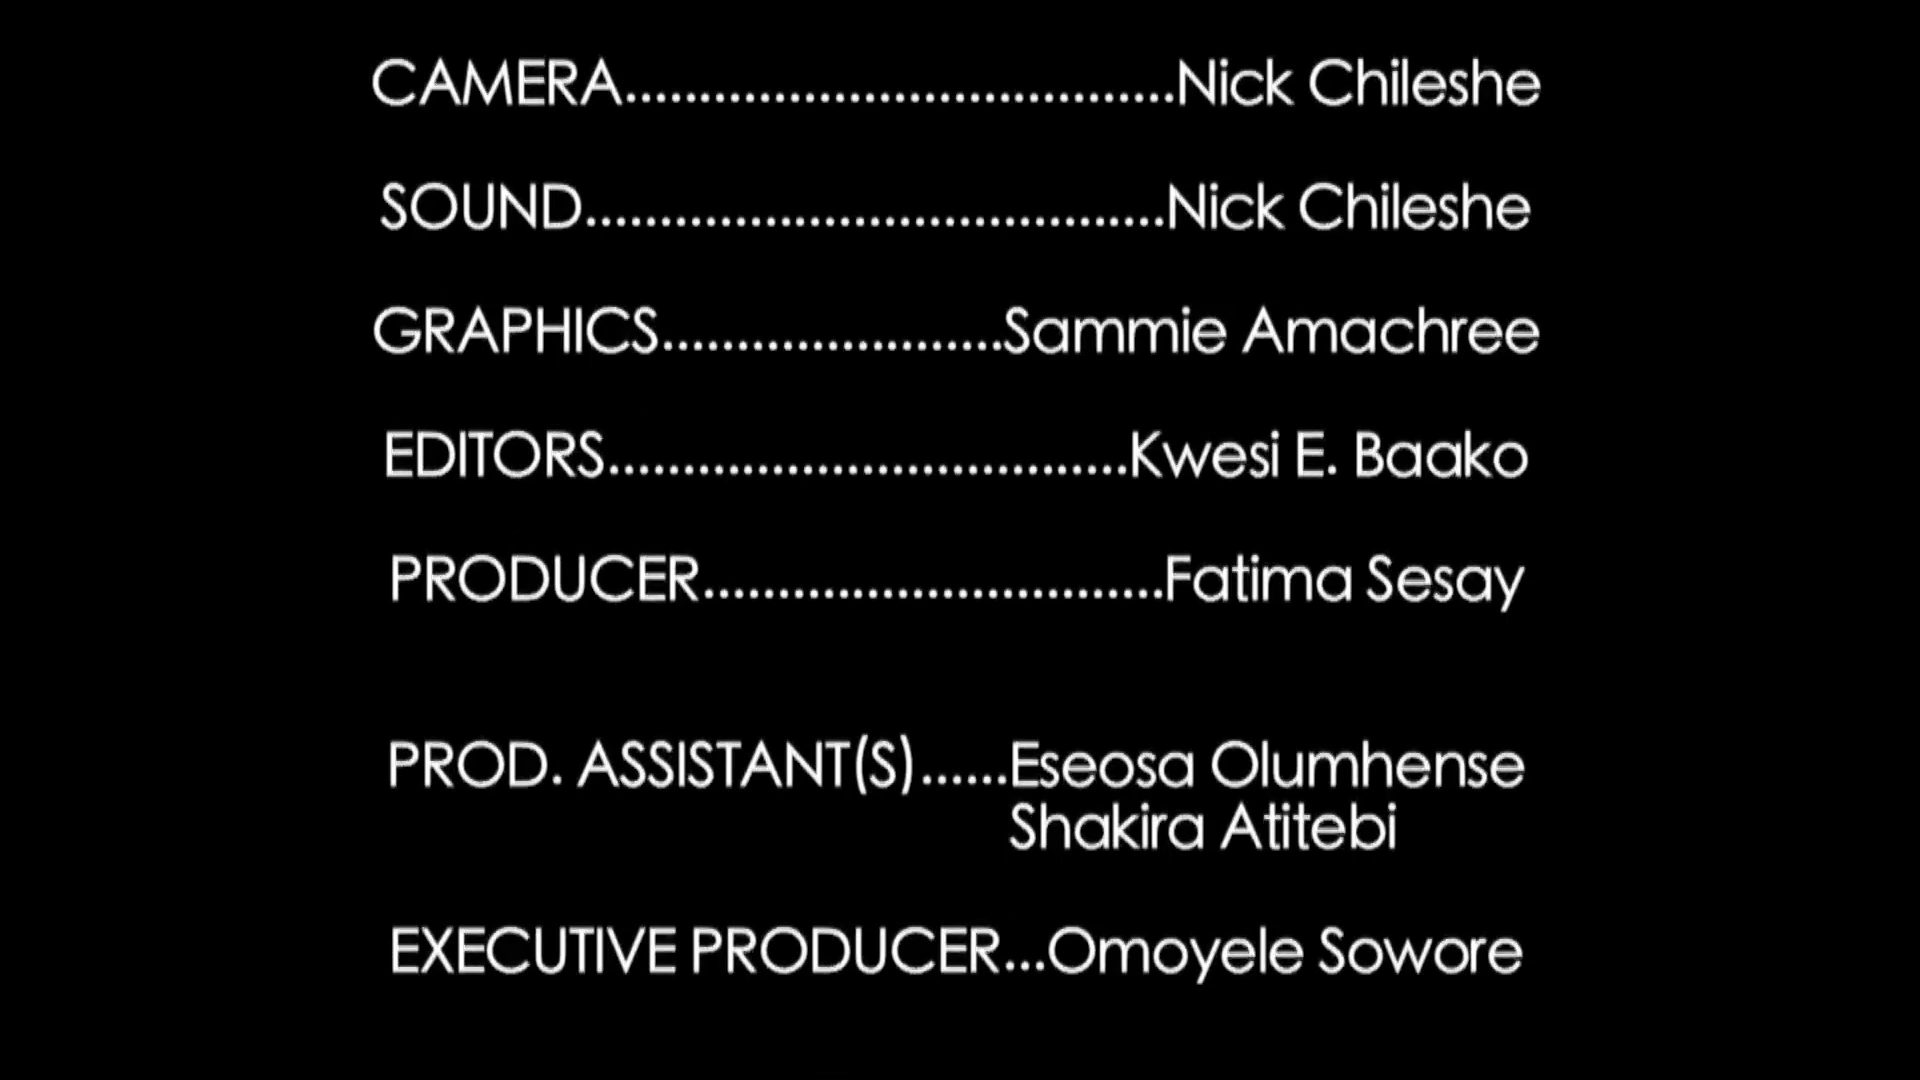 CAMERA.....................................Nick Chileshe
SOUND.......................................Nick Chileshe
GRAPHICS.......................Sammie Amachree
EDITORS...................................Kwesi E. Baako
PRODUCER...............................Fatima Sesay
PROD. ASSISTANT(S)......Eseosa Olumhense
Shakira Atitebi
EXECUTIVE PRODUCER...Omoyele Sowore